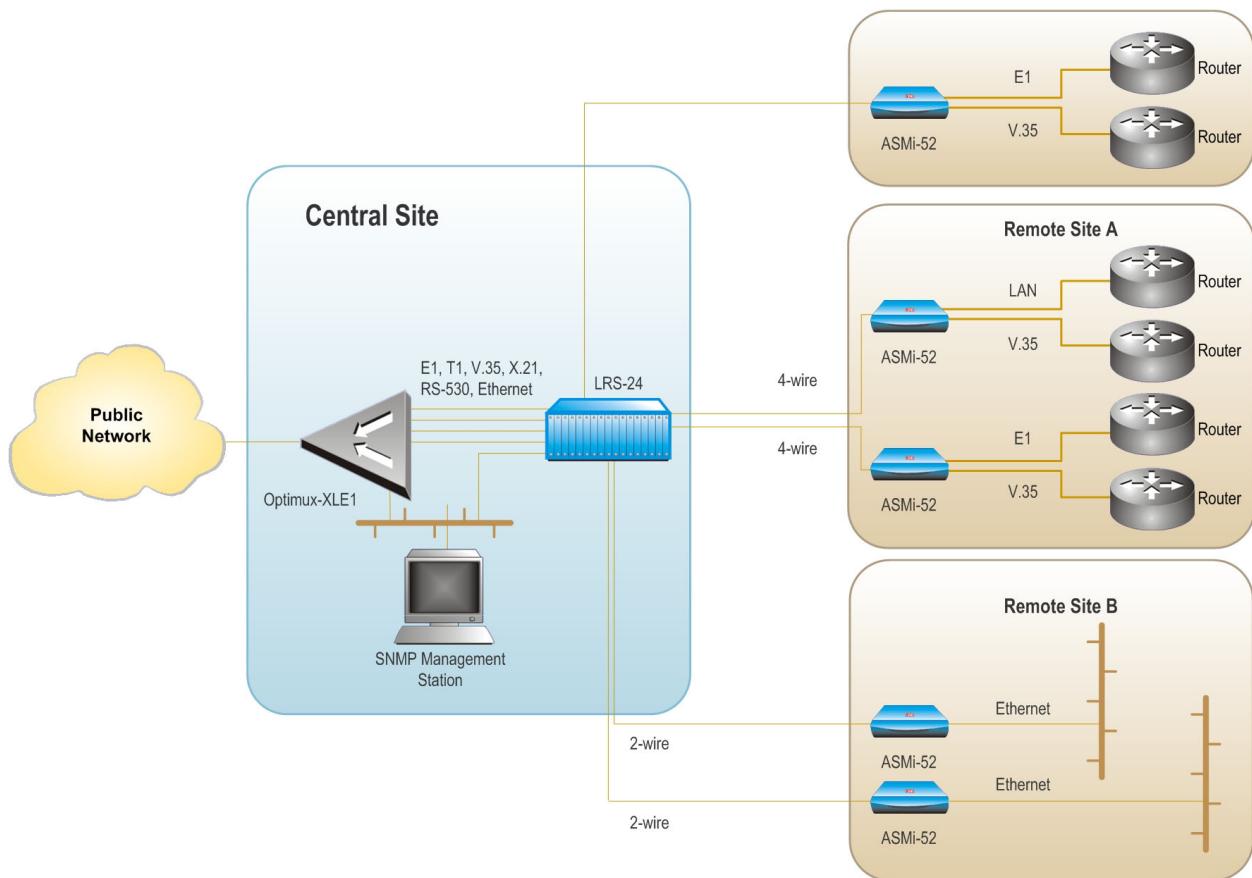 E1
Router
V.35
Router
ASMi-52
Central Site
Remote Site A
LAN
Router
V.35
Router
ASMi-52
E1
Router
V.35
Router
ASMi-52
4-wire
4-wire
E1, T1, V.35, X.21,
RS-530, Ethernet
LRS-24
Public
Network
Optimux-XLE1
SNMP Management
Station
Remote Site B
Ethernet
2-wire
ASMi-52
Ethernet
2-wire
ASMi-52